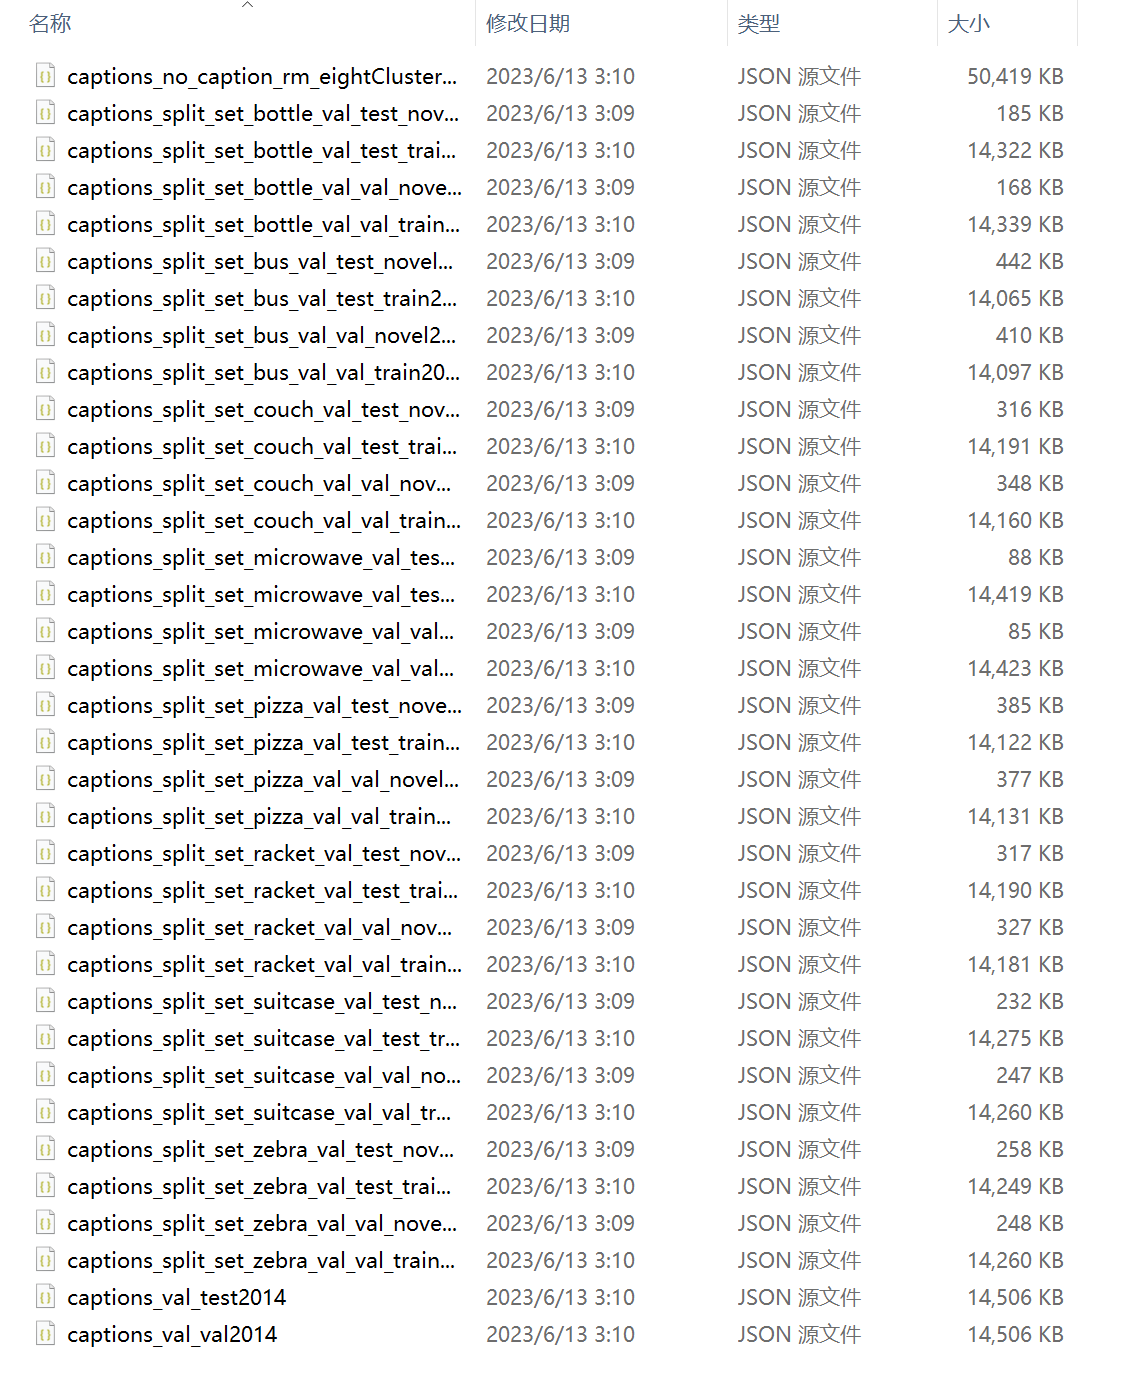 名称 修改日期 类型 大小
captions_no_caption_rm_eightCluster... 2023/6/13 3:10 JSON 源文件 50,419 KB
captions_split_set_bottle_val_test_nov... 2023/6/13 3:09 JSON 源文件 185 KB
captions_split_set_bottle_val_test_trai... 2023/6/13 3:10 JSON 源文件 14,322 KB
captions_split_set_bottle_val_val_nove... 2023/6/13 3:09 JSON 源文件 168 KB
captions_split_set_bottle_val_val_train... 2023/6/13 3:10 JSON 源文件 14,339 KB
captions_split_set_bus_val_test_novel... 2023/6/13 3:09 JSON 源文件 442 KB
captions_split_set_bus_val_test_train2... 2023/6/13 3:10 JSON 源文件 14,065 KB
captions_split_set_bus_val_val_novel2... 2023/6/13 3:09 JSON 源文件 410 KB
captions_split_set_bus_val_val_train20... 2023/6/13 3:10 JSON 源文件 14,097 KB
captions_split_set_couch_val_test_nov... 2023/6/13 3:09 JSON 源文件 316 KB
captions_split_set_couch_val_test_trai... 2023/6/13 3:10 JSON 源文件 14,191 KB
captions_split_set_couch_val_val_nov... 2023/6/13 3:09 JSON 源文件 348 KB
captions_split_set_couch_val_val_train... 2023/6/13 3:10 JSON 源文件 14,160 KB
captions_split_set_microwave_val_tes... 2023/6/13 3:09 JSON 源文件 88 KB
captions_split_set_microwave_val_tes... 2023/6/13 3:10 JSON 源文件 14,419 KB
captions_split_set_microwave_val_val... 2023/6/13 3:09 JSON 源文件 85 KB
captions_split_set_microwave_val_val... 2023/6/13 3:10 JSON 源文件 14,423 KB
captions_split_set_pizza_val_test_nove... 2023/6/13 3:09 JSON 源文件 385 KB
captions_split_set_pizza_val_test_train... 2023/6/13 3:10 JSON 源文件 14,122 KB
captions_split_set_pizza_val_val_novel... 2023/6/13 3:09 JSON 源文件 377 KB
captions_split_set_pizza_val_val_train... 2023/6/13 3:10 JSON 源文件 14,131 KB
captions_split_set_racket_val_test_nov... 2023/6/13 3:09 JSON 源文件 317 KB
captions_split_set_racket_val_test_trai... 2023/6/13 3:10 JSON 源文件 14,190 KB
captions_split_set_racket_val_val_nov... 2023/6/13 3:09 JSON 源文件 327 KB
captions_split_set_racket_val_val_train... 2023/6/13 3:10 JSON 源文件 14,181 KB
captions_split_set_suitcase_val_test_n... 2023/6/13 3:09 JSON 源文件 232 KB
captions_split_set_suitcase_val_test_tr... 2023/6/13 3:10 JSON 源文件 14,275 KB
captions_split_set_suitcase_val_val_no... 2023/6/13 3:09 JSON 源文件 247 KB
captions_split_set_suitcase_val_val_tr... 2023/6/13 3:10 JSON 源文件 14,260 KB
captions_split_set_zebra_val_test_nov... 2023/6/13 3:09 JSON 源文件 258 KB
captions_split_set_zebra_val_test_trai... 2023/6/13 3:10 JSON 源文件 14,249 KB
captions_split_set_zebra_val_val_nove... 2023/6/13 3:09 JSON 源文件 248 KB
captions_split_set_zebra_val_val_train... 2023/6/13 3:10 JSON 源文件 14,260 KB
captions_val_test2014 2023/6/13 3:10 JSON 源文件 14,506 KB
captions_val_val2014 2023/6/13 3:10 JSON 源文件 14,506 KB